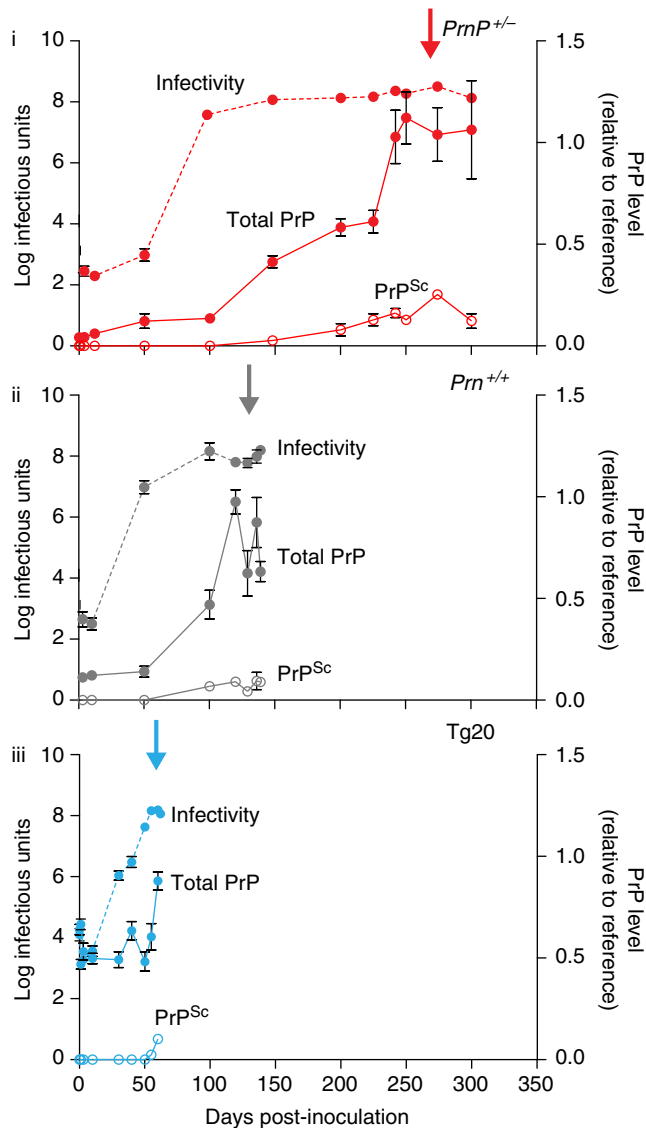 i
PrnP+/–
Infectivity
Total PrP
PrPSc
10
8
6
4
2
0
Log infectious units
1.5
1.0
0.5
0.0
PrP level
(relative to reference)
ii
Prn+/+
Infectivity
Total PrP
PrPSc
10
8
6
4
2
0
Log infectious units
1.5
1.0
0.5
0.0
PrP level
(relative to reference)
iii
Tg20
Infectivity
Total PrP
PrPSc
10
8
6
4
2
0
Log infectious units
1.5
1.0
0.5
0.0
PrP level
(relative to reference)
0 50 100 150 200 250 300 350
Days post-inoculation